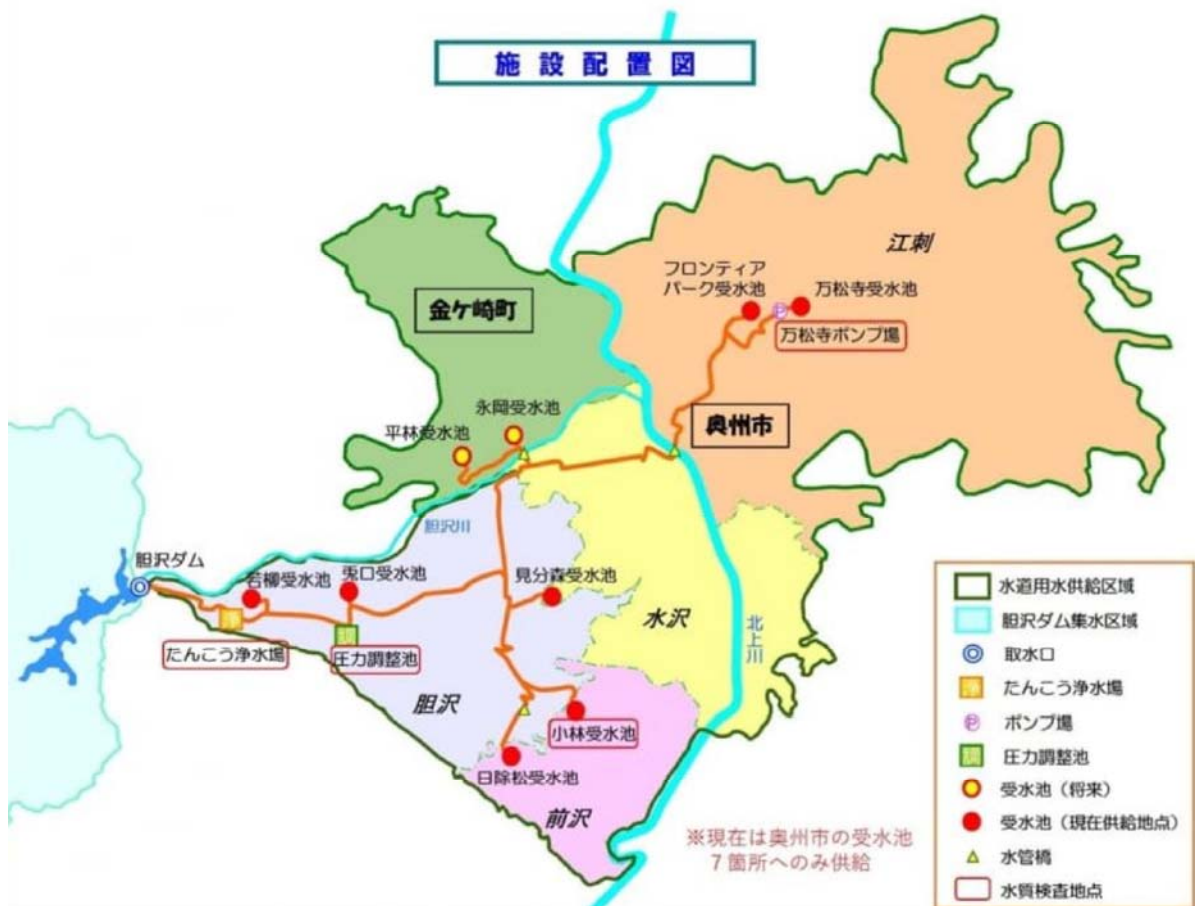 施設配置図
江刺
フロンティア
パーク受水池
万松寺受水池
Ⓟ
万松寺ポンプ場
金ケ崎町
永岡受水池
平林受水池
奥州市
胆沢川
胆沢ダム
若柳受水池
兎口受水池
見分森受水池
水沢
北上川
浄
たんこう浄水場
調
圧力調整池
胆沢
小林受水池
日除松受水池
前沢
※現在は奥州市の受水池
7箇所へのみ供給
水道用水供給区域
胆沢ダム集水区域
取水口
浄 たんこう浄水場
Ⓟ ポンプ場
調 圧力調整池
受水池（将来）
受水池（現在供給地点）
水管橋
水質検査地点